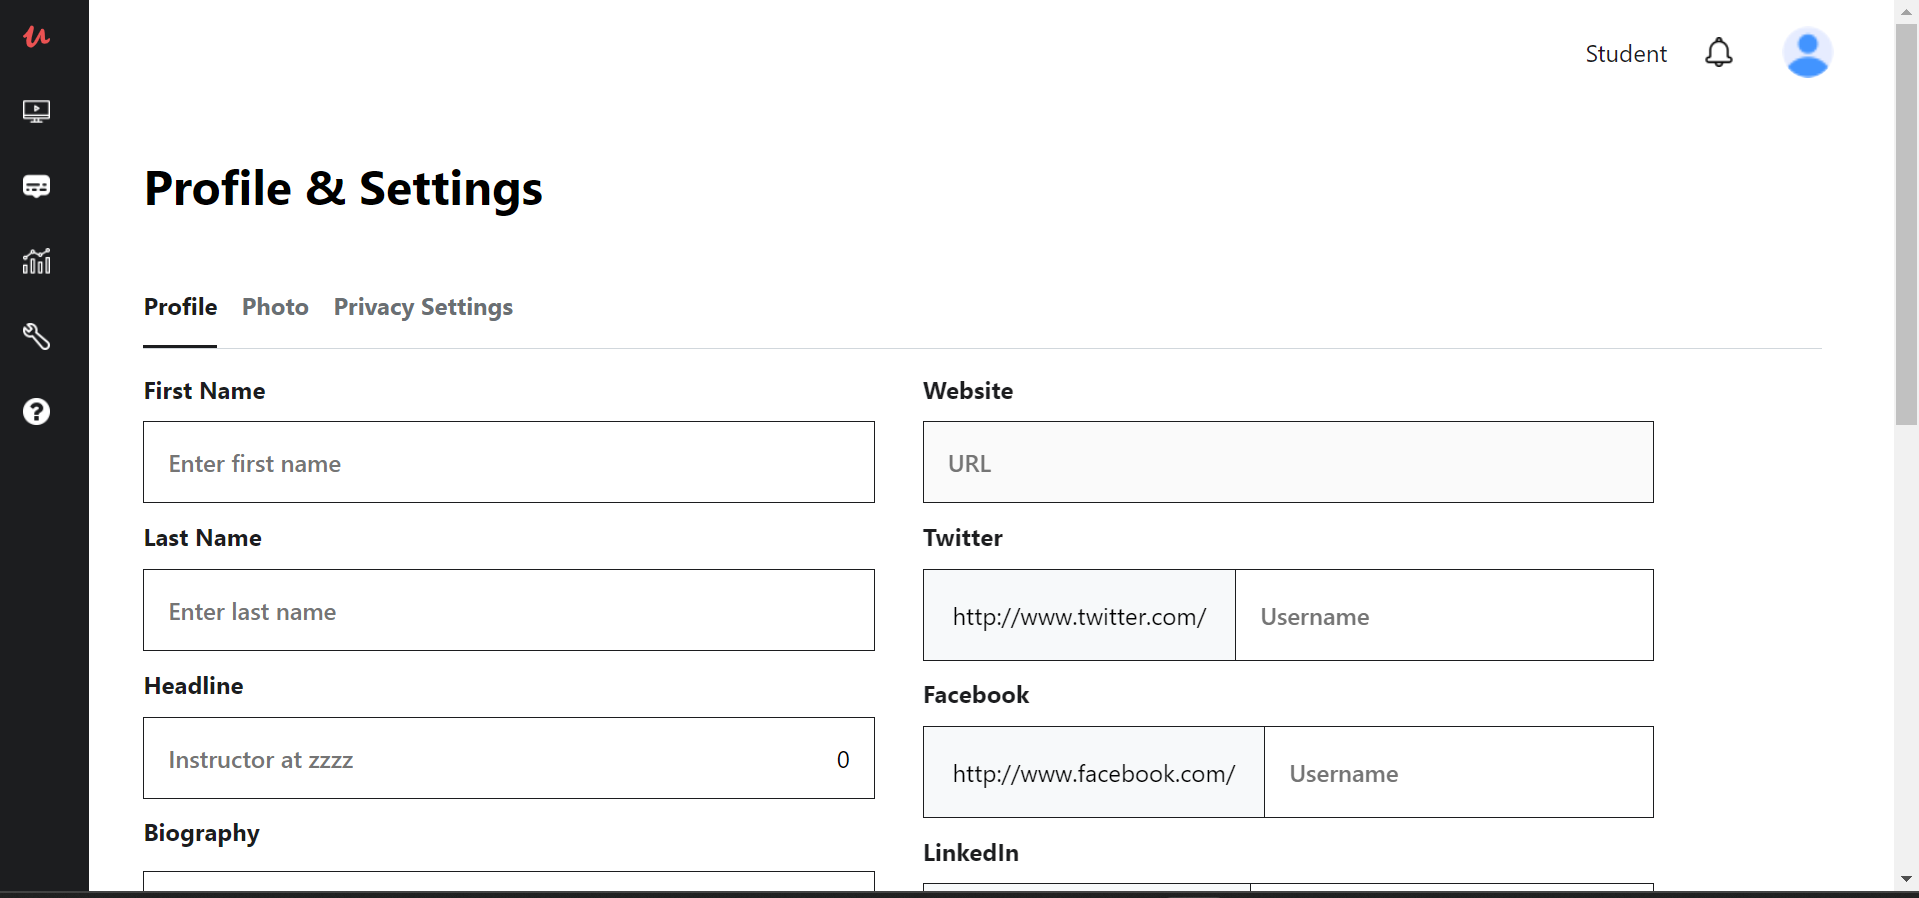 Student
Profile & Settings
Profile Photo Privacy Settings
First Name
Enter first name
Last Name
Enter last name
Headline
Instructor at zzzz 0
Biography
Website
URL
Twitter
http://www.twitter.com/ Username
Facebook
http://www.facebook.com/ Username
LinkedIn